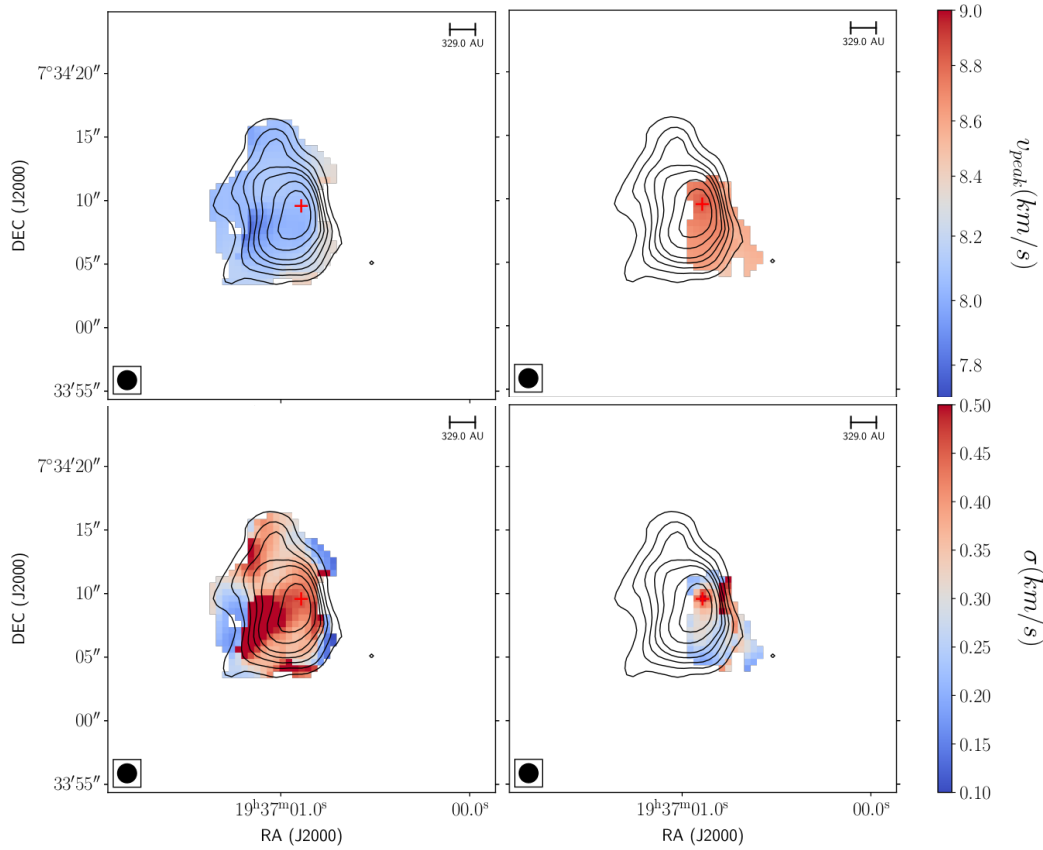 329.0 AU
329.0 AU
9.0
8.8
8.6
8.4
8.2
8.0
7.8
v_peak(km/s)
7°34′20″
15″
10″
05″
00″
33′55″
DEC (J2000)
329.0 AU
329.0 AU
0.50
0.45
0.40
0.35
0.30
0.25
0.20
0.15
0.10
σ(km/s)
7°34′20″
15″
10″
05″
00″
33′55″
DEC (J2000)
19ʰ37ᵐ01.0ˢ 00.0ˢ
RA (J2000)
19ʰ37ᵐ01.0ˢ 00.0ˢ
RA (J2000)